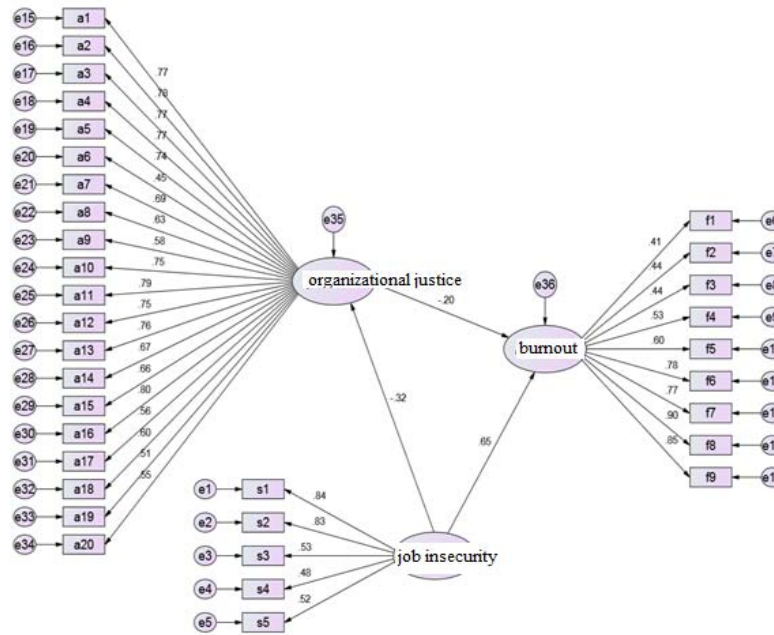 e15 a1
e16 a2
e17 a3
e18 a4
e19 a5
e20 a6
e21 a7
e22 a8
e23 a9
e24 a10
e25 a11
e26 a12
e27 a13
e28 a14
e29 a15
e30 a16
e31 a17
e32 a18
e33 a19
e34 a20
.77
.77
.77
.74
.45
.69
.63
.58
.75
.79
.75
.76
.67
.66
.80
.56
.60
.51
.55
e35
organizational justice
-.20
e36
burnout
-.32
.65
.41
.44
.44
.53
.60
.78
.77
.90
.85
f1
f2
f3
f4
f5
f6
f7
f8
f9
e1 s1
e2 s2
e3 s3
e4 s4
e5 s5
.84
.83
.53
.48
.52
job insecurity